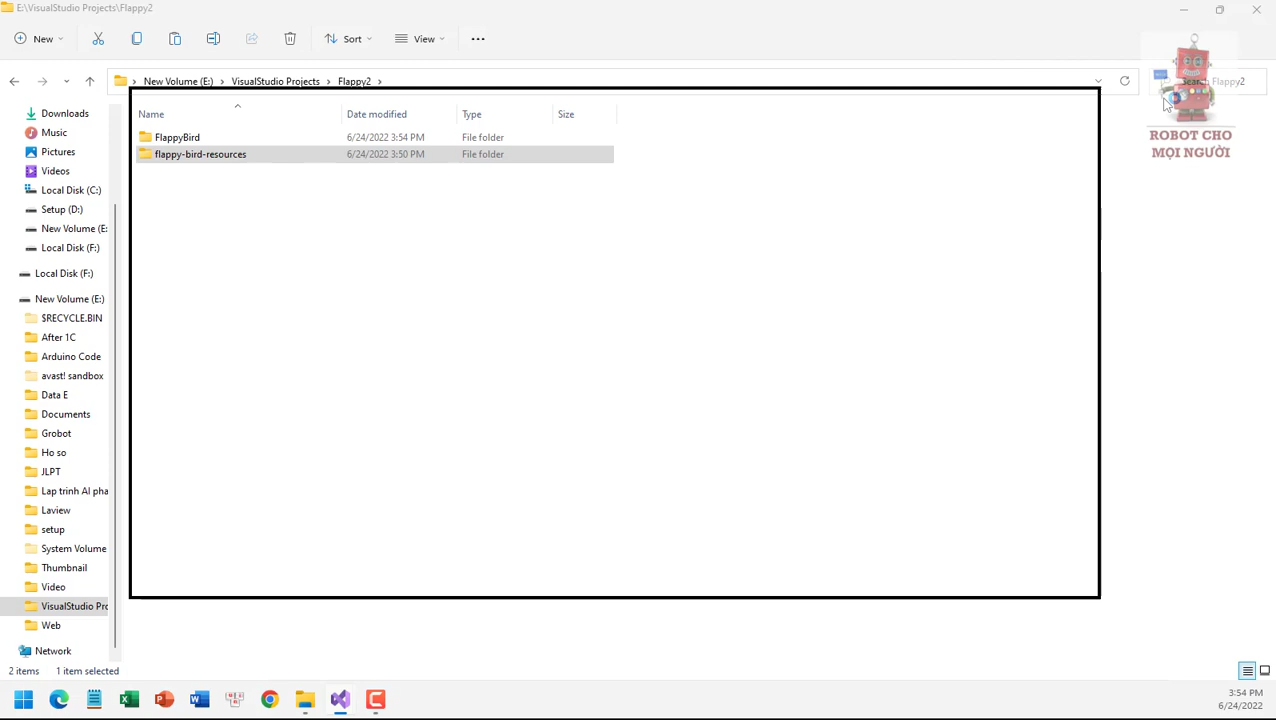 E:\VisualStudio Projects\Flappy2
New
Sort
View
New Volume (E:) > VisualStudio Projects > Flappy2 >
Search Flappy2
ROBOT CHO
MỌI NGƯỜI
Name Date modified Type Size
FlappyBird 6/24/2022 3:54 PM File folder
flappy-bird-resources 6/24/2022 3:50 PM File folder
Downloads
Music
Pictures
Videos
Local Disk (C:)
Setup (D:)
New Volume (E:
Local Disk (F:)
Local Disk (F:)
New Volume (E:)
$RECYCLE.BIN
After 1C
Arduino Code
avast! sandbox
Data E
Documents
Grobot
Ho so
JLPT
Lap trinh AI pha
Laview
setup
System Volume
Thumbnail
Video
VisualStudio Pro
Web
Network
2 items 1 item selected
3:54 PM
6/24/2022